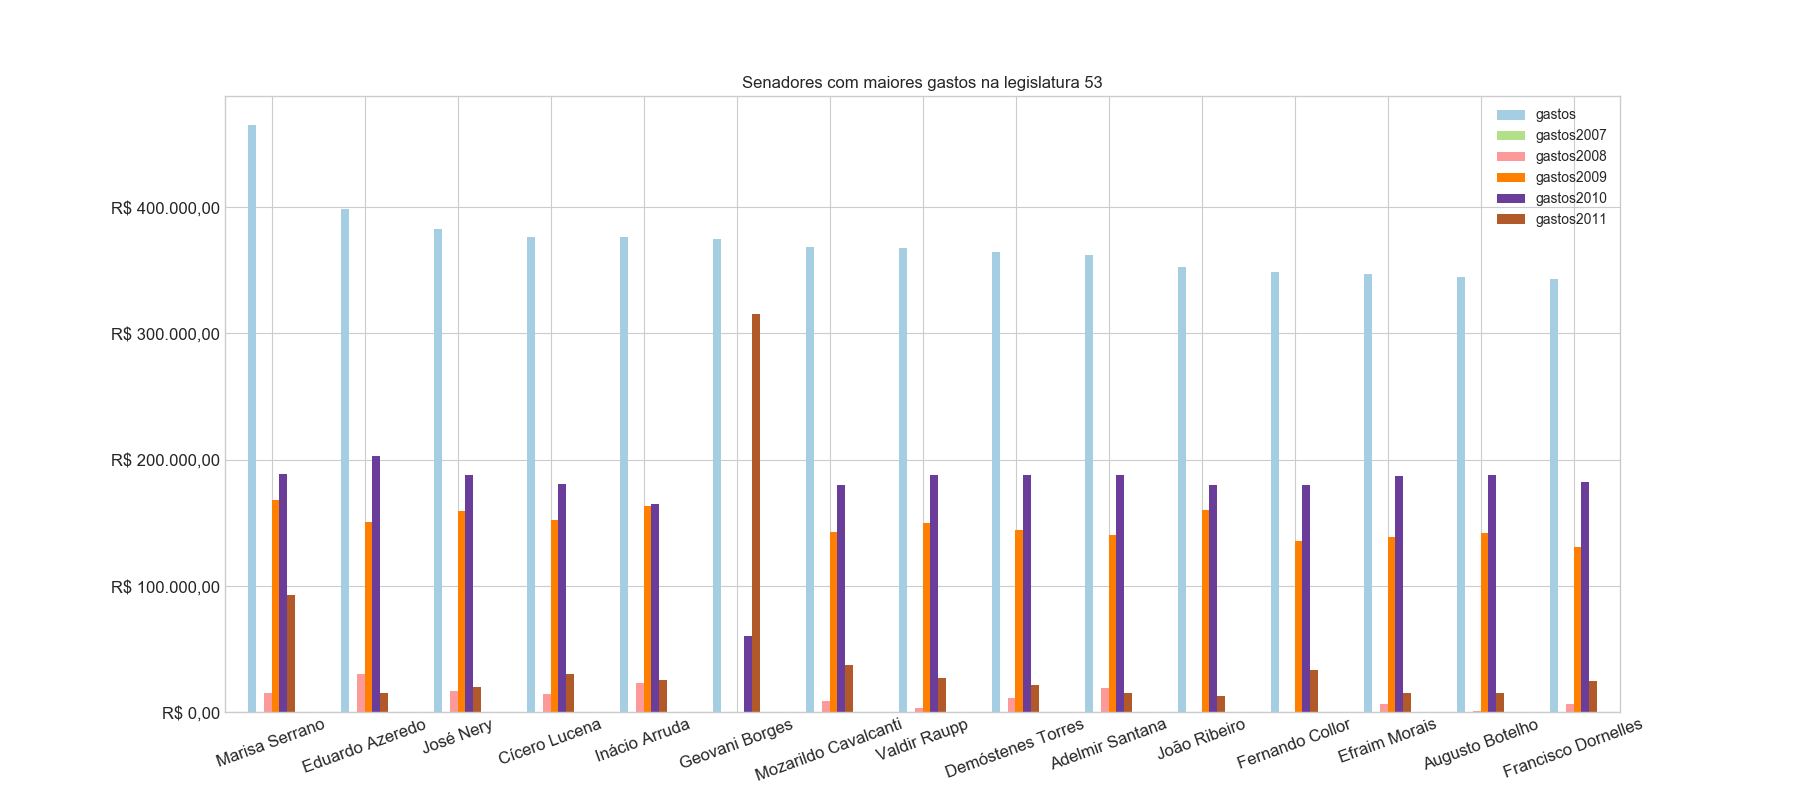 Senadores com maiores gastos na legislatura 53
gastos
gastos2007
gastos2008
gastos2009
gastos2010
gastos2011
R$ 400.000,00
R$ 300.000,00
R$ 200.000,00
R$ 100.000,00
R$ 0,00
Marisa Serrano
Eduardo Azeredo
José Nery
Cícero Lucena
Inácio Arruda
Geovani Borges
Mozarildo Cavalcanti
Valdir Raupp
Demóstenes Torres
Adelmir Santana
João Ribeiro
Fernando Collor
Efraim Morais
Augusto Botelho
Francisco Dornelles